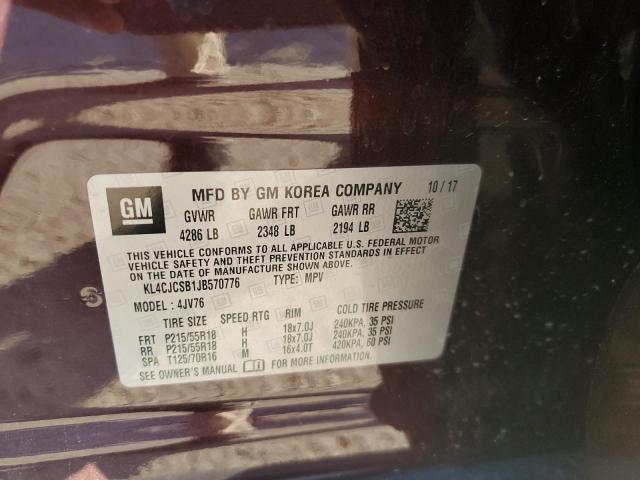 GM
MFD BY GM KOREA COMPANY 10/17
GVWR GAWR FRT GAWR RR
4286 LB 2348 LB 2194 LB
THIS VEHICLE CONFORMS TO ALL APPLICABLE U.S. FEDERAL MOTOR
VEHICLE SAFETY, BUMPER, AND THEFT PREVENTION STANDARDS IN EFFECT
ON THE DATE OF MANUFACTURE SHOWN ABOVE.
KL4CJCSB1JB570776 TYPE: MPV
MODEL: 4JV76
TIRE SIZE SPEED RTG RIM COLD TIRE PRESSURE
FRT P215/55R18 H 18x7.0J 240KPA, 35 PSI
RR P215/55R18 H 18x7.0J 240KPA, 35 PSI
SPA T125/70R16 M 16x4.0T 420KPA, 60 PSI
SEE OWNER'S MANUAL FOR MORE INFORMATION.